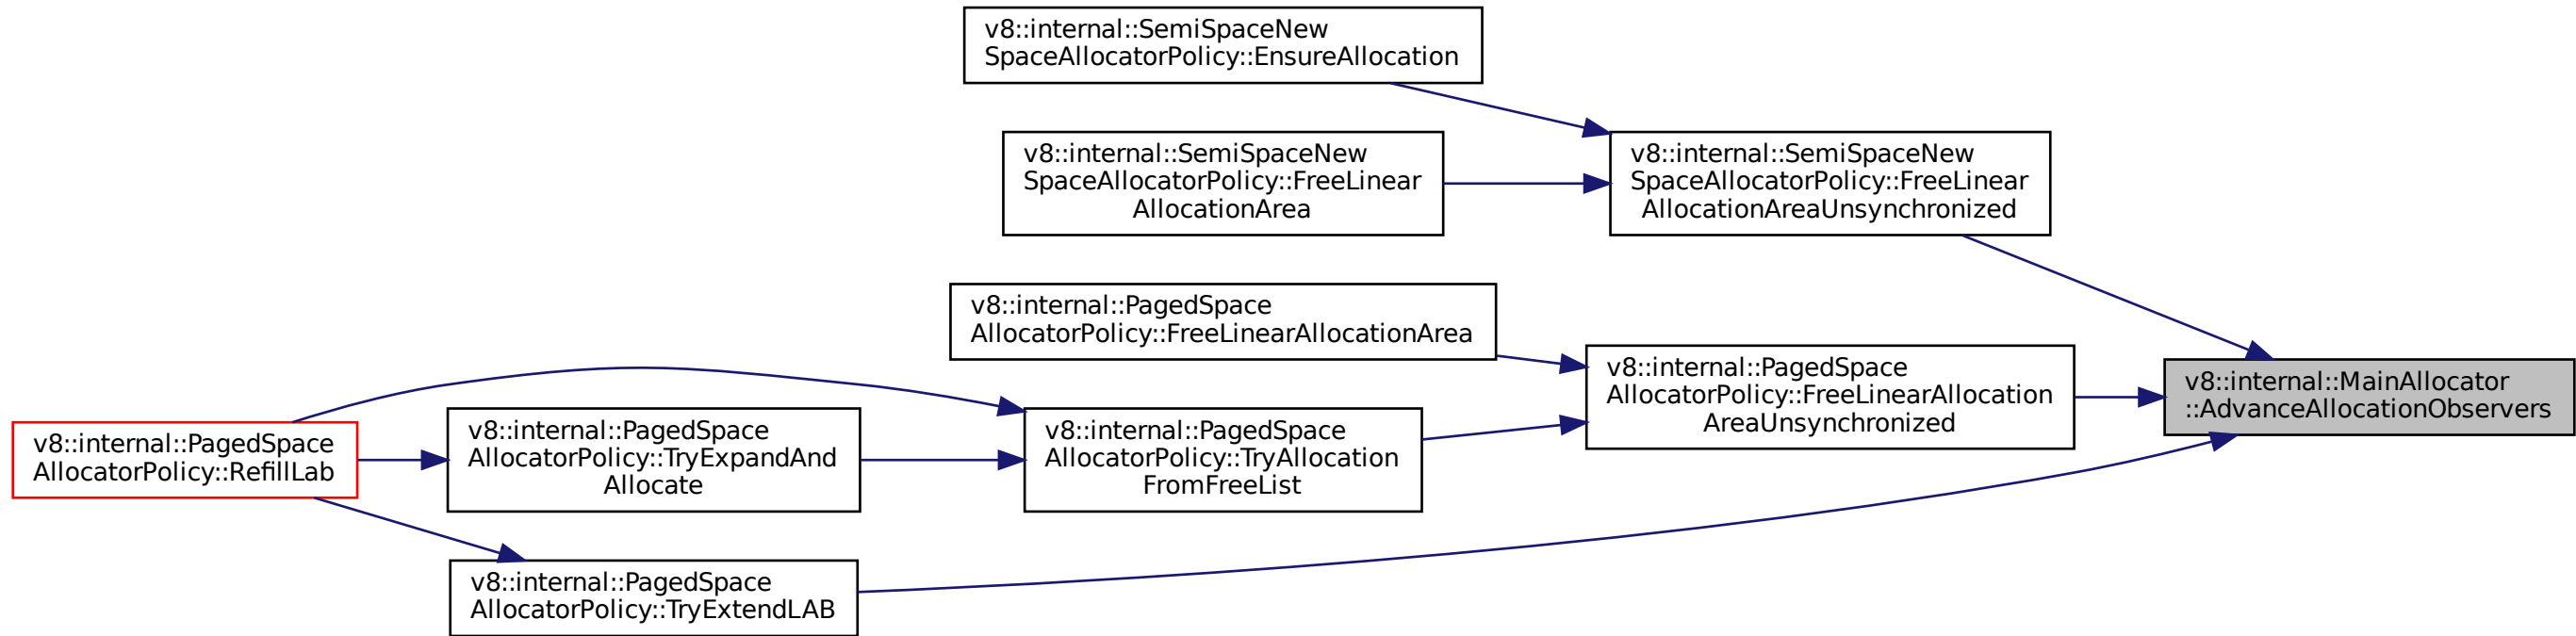 v8::internal::SemiSpaceNew
SpaceAllocatorPolicy::EnsureAllocation
v8::internal::SemiSpaceNew
SpaceAllocatorPolicy::FreeLinear
AllocationArea
v8::internal::SemiSpaceNew
SpaceAllocatorPolicy::FreeLinear
AllocationAreaUnsynchronized
v8::internal::PagedSpace
AllocatorPolicy::FreeLinearAllocationArea
v8::internal::PagedSpace
AllocatorPolicy::FreeLinearAllocation
AreaUnsynchronized
v8::internal::MainAllocator
::AdvanceAllocationObservers
v8::internal::PagedSpace
AllocatorPolicy::RefillLab
v8::internal::PagedSpace
AllocatorPolicy::TryExpandAnd
Allocate
v8::internal::PagedSpace
AllocatorPolicy::TryAllocation
FromFreeList
v8::internal::PagedSpace
AllocatorPolicy::TryExtendLAB